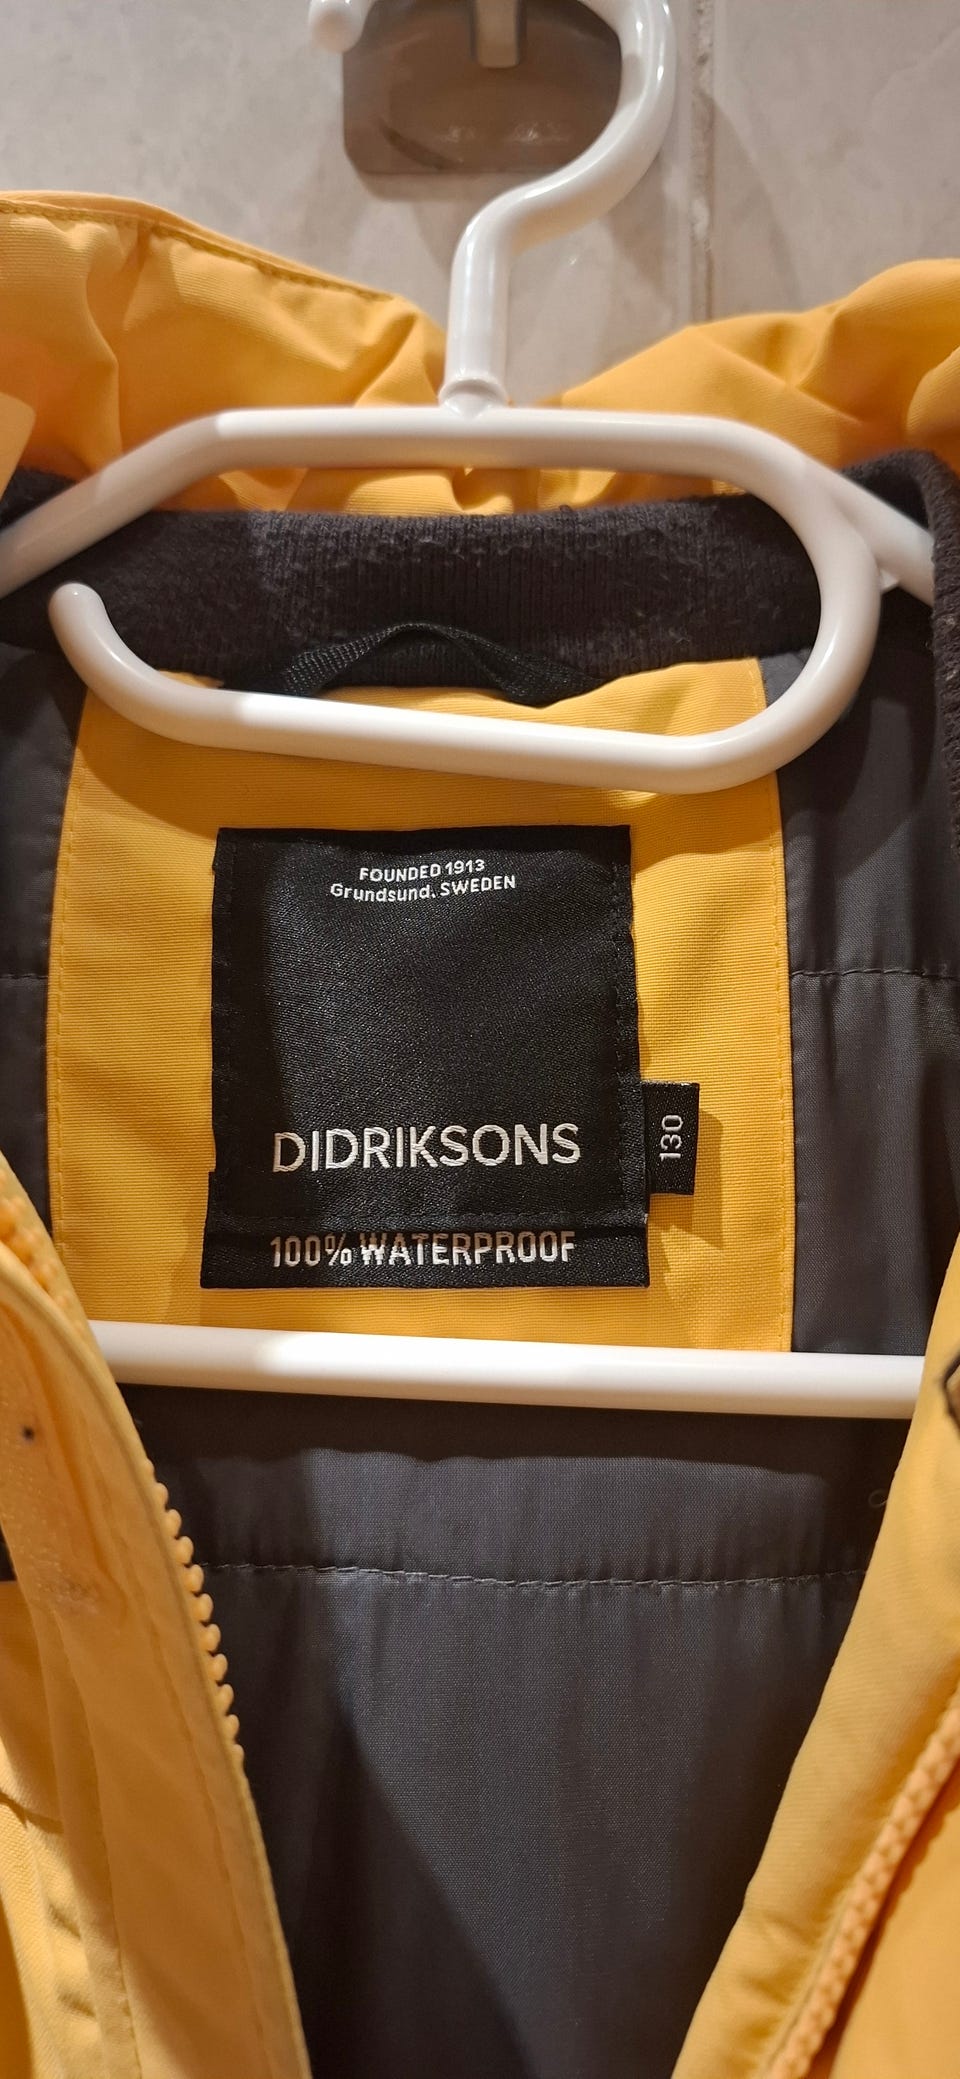 FOUNDED 1913
Grundsund. SWEDEN
DIDRIKSONS
130
100% WATERPROOF